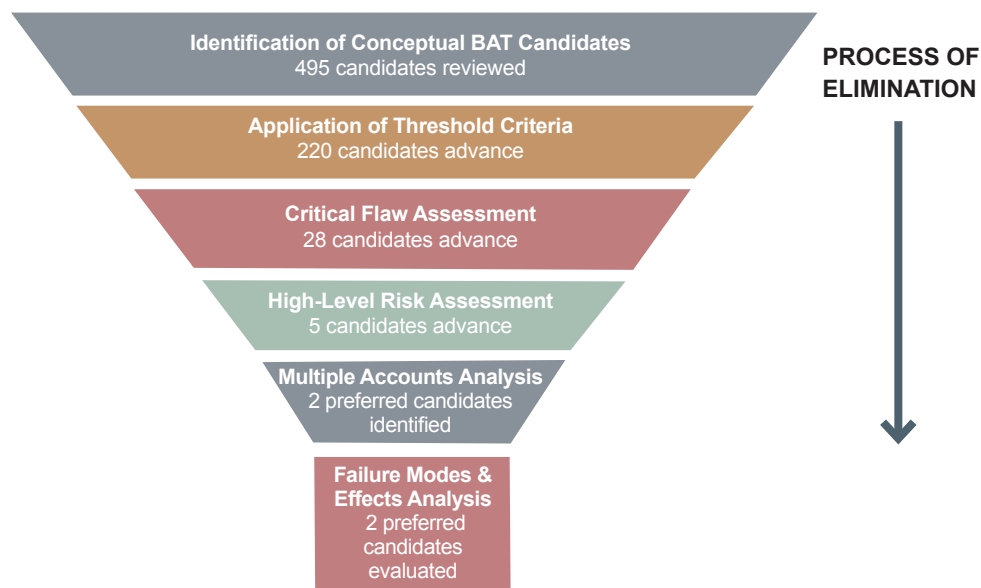 Identification of Conceptual BAT Candidates
495 candidates reviewed
PROCESS OF
ELIMINATION
Application of Threshold Criteria
220 candidates advance
Critical Flaw Assessment
28 candidates advance
High-Level Risk Assessment
5 candidates advance
Multiple Accounts Analysis
2 preferred candidates
identified
Failure Modes &
Effects Analysis
2 preferred
candidates
evaluated